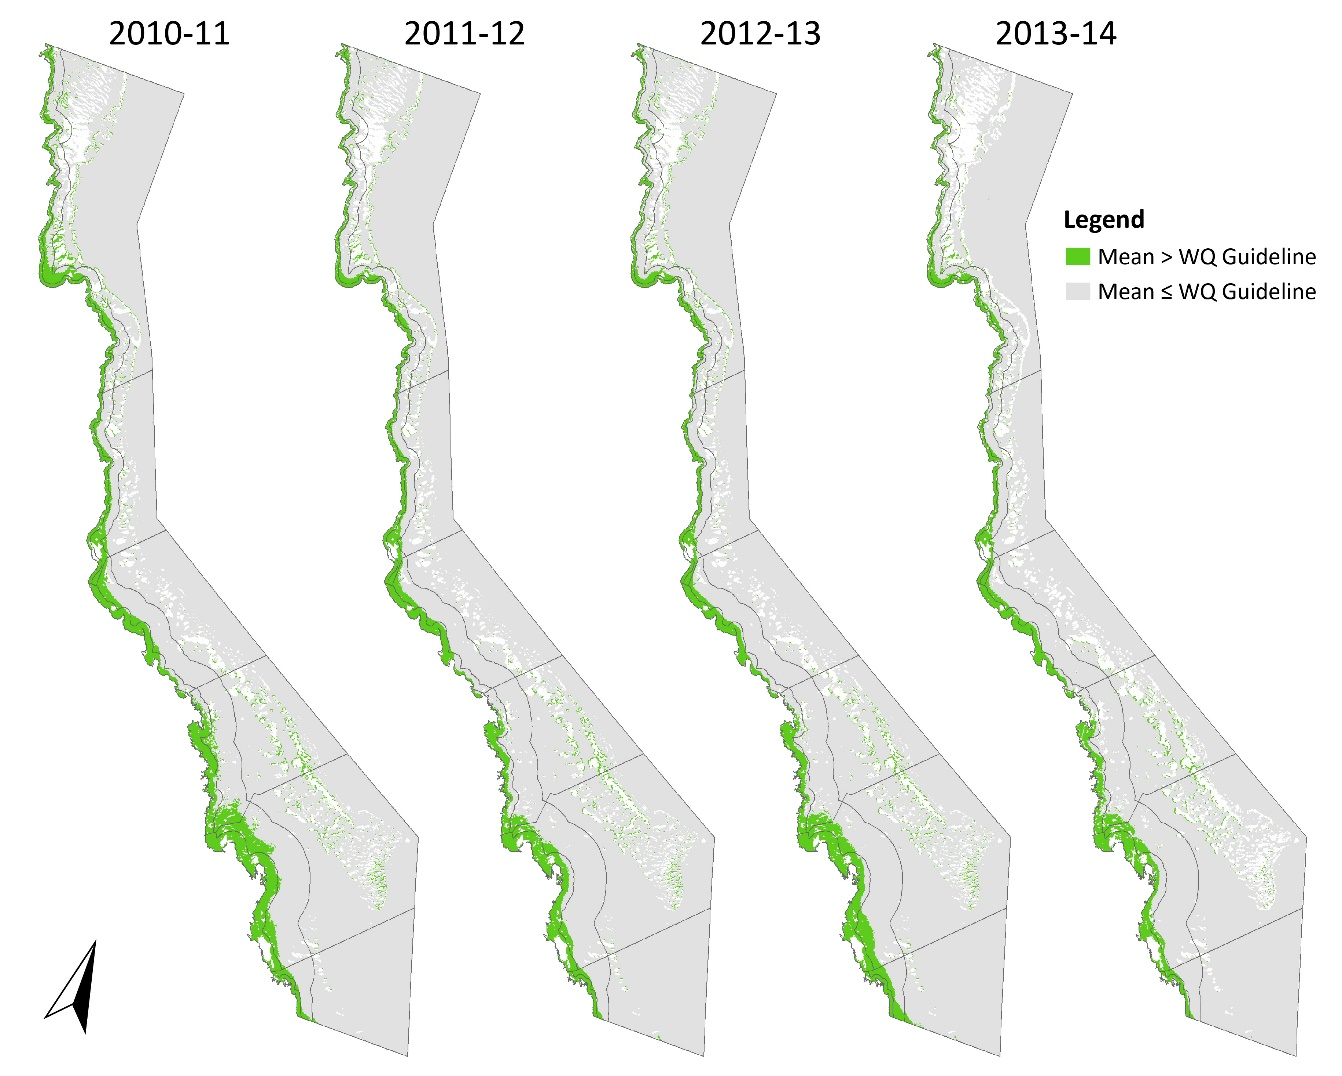 2010-11
2011-12
2012-13
2013-14
Legend
Mean > WQ Guideline
Mean ≤ WQ Guideline